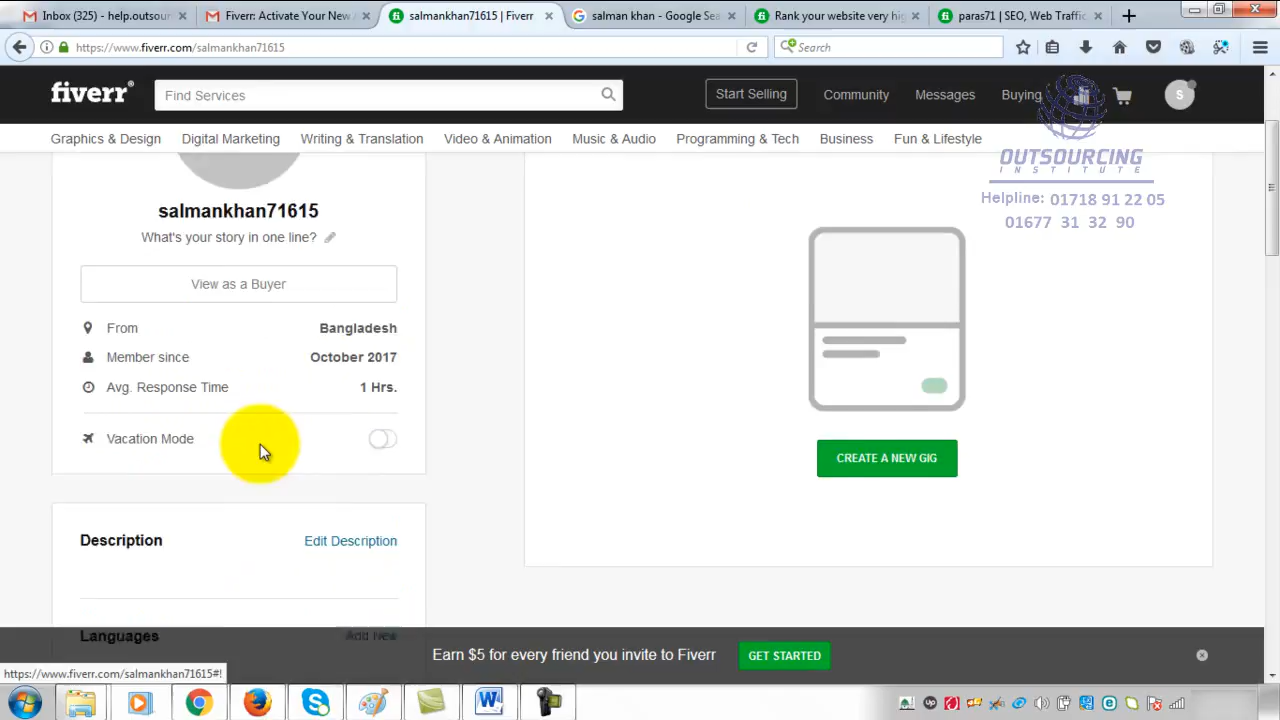 Inbox (325) - help.outsou
Fiverr: Activate Your New
salmankhan71615 | Fiverr
salman khan - Google Sea
Rank your website very hi
paras71 | SEO, Web Traffi
https://www.fiverr.com/salmankhan71615
Search
fiverr
Find Services
Start Selling
Community
Messages
Buying
S
Graphics & Design
Digital Marketing
Writing & Translation
Video & Animation
Music & Audio
Programming & Tech
Business
Fun & Lifestyle
OUTSOURCING
INSTITUTE
Helpline: 01718 91 22 05
01677 31 32 90
salmankhan71615
What's your story in one line?
View as a Buyer
From Bangladesh
Member since October 2017
Avg. Response Time 1 Hrs.
Vacation Mode
CREATE A NEW GIG
Description Edit Description
Languages Add New
Earn $5 for every friend you invite to Fiverr
GET STARTED
https://www.fiverr.com/salmankhan71615#!